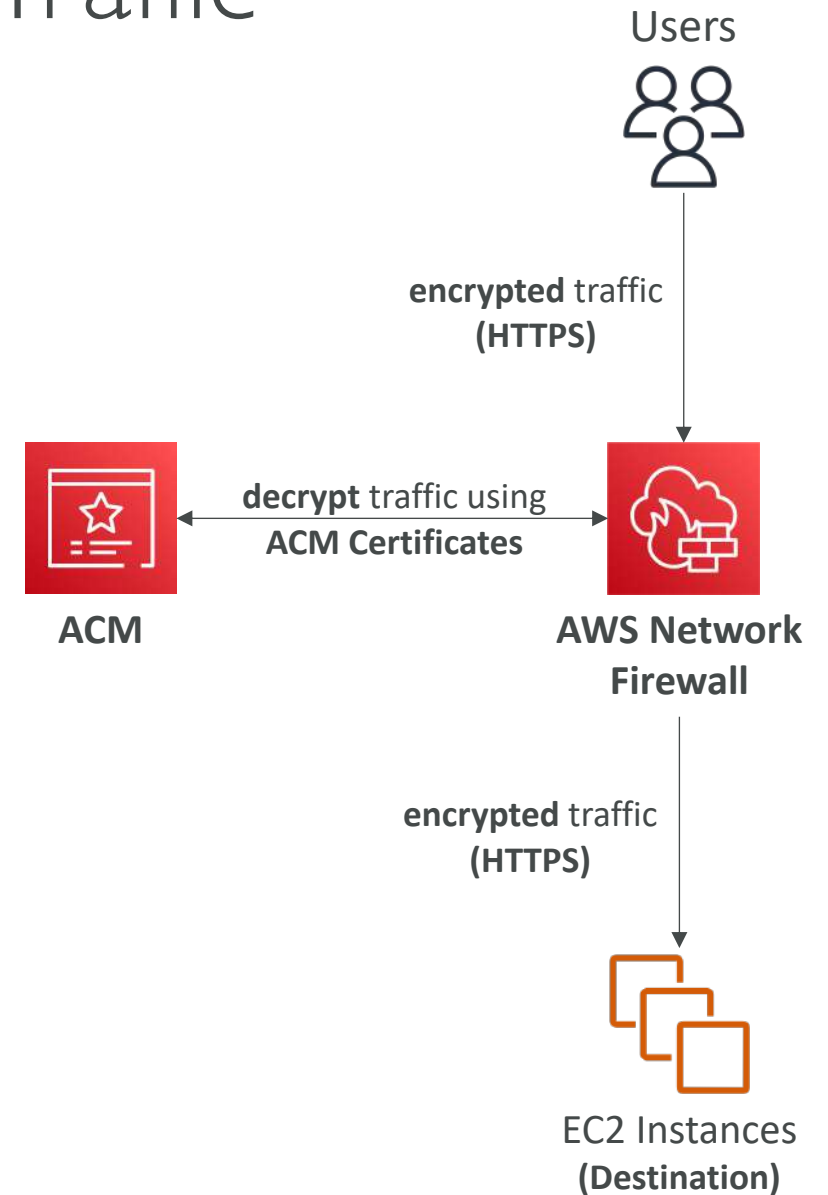 Traffic
Users
encrypted traffic
(HTTPS)
decrypt traffic using
ACM Certificates
ACM
AWS Network
Firewall
encrypted traffic
(HTTPS)
EC2 Instances
(Destination)